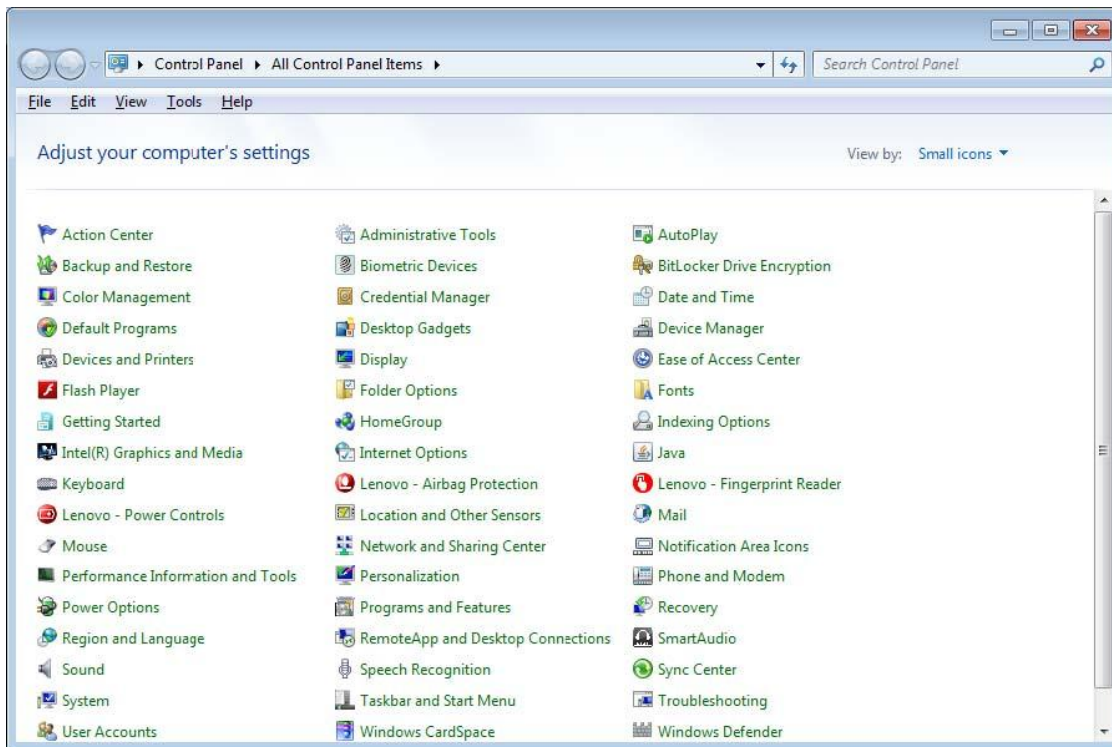 Control Panel All Control Panel Items Search Control Panel
File Edit View Tools Help
Adjust your computer's settings View by: Small icons
Action Center Administrative Tools AutoPlay
Backup and Restore Biometric Devices BitLocker Drive Encryption
Color Management Credential Manager Date and Time
Default Programs Desktop Gadgets Device Manager
Devices and Printers Display Ease of Access Center
Flash Player Folder Options Fonts
Getting Started HomeGroup Indexing Options
Intel(R) Graphics and Media Internet Options Java
Keyboard Lenovo - Airbag Protection Lenovo - Fingerprint Reader
Lenovo - Power Controls Location and Other Sensors Mail
Mouse Network and Sharing Center Notification Area Icons
Performance Information and Tools Personalization Phone and Modem
Power Options Programs and Features Recovery
Region and Language RemoteApp and Desktop Connections SmartAudio
Sound Speech Recognition Sync Center
System Taskbar and Start Menu Troubleshooting
User Accounts Windows CardSpace Windows Defender